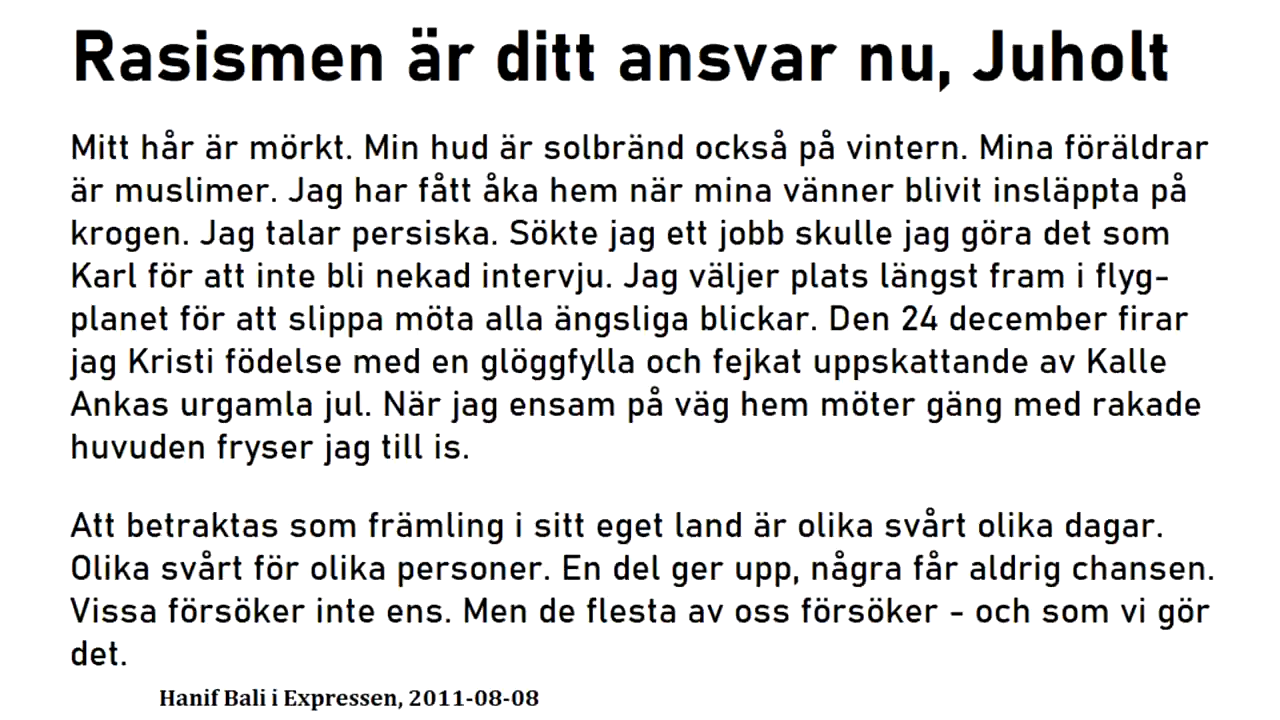 Rasismen är ditt ansvar nu, Juholt
Mitt hår är mörkt. Min hud är solbränd också på vintern. Mina föräldrar
är muslimer. Jag har fått åka hem när mina vänner blivit insläppta på
krogen. Jag talar persiska. Sökte jag ett jobb skulle jag göra det som
Karl för att inte bli nekad intervju. Jag väljer plats längst fram i flyg-
planet för att slippa möta alla ängsliga blickar. Den 24 december firar
jag Kristi födelse med en glöggfylla och fejkat uppskattande av Kalle
Ankas urgamla jul. När jag ensam på väg hem möter gäng med rakade
huvuden fryser jag till is.
Att betraktas som främling i sitt eget land är olika svårt olika dagar.
Olika svårt för olika personer. En del ger upp, några får aldrig chansen.
Vissa försöker inte ens. Men de flesta av oss försöker - och som vi gör
det.
Hanif Bali i Expressen, 2011-08-08